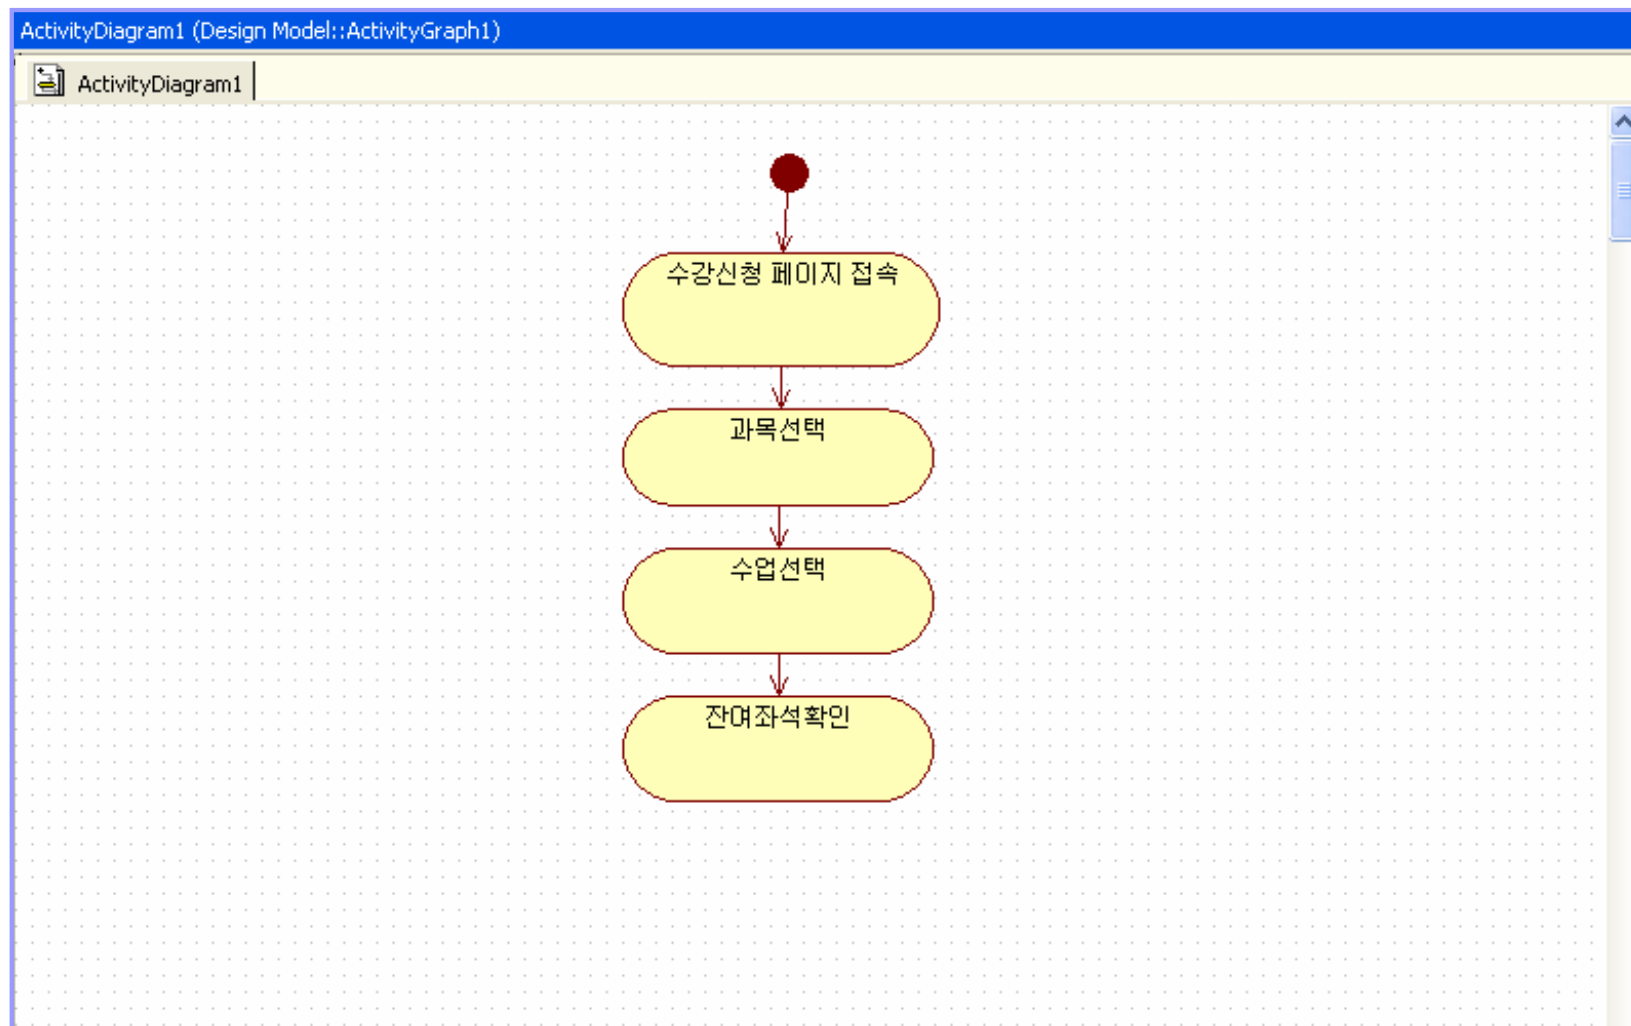 ActivityDiagram1 (Design Model::ActivityGraph1)
ActivityDiagram1
수강신청 페이지 접속
과목선택
수업선택
잔여좌석확인